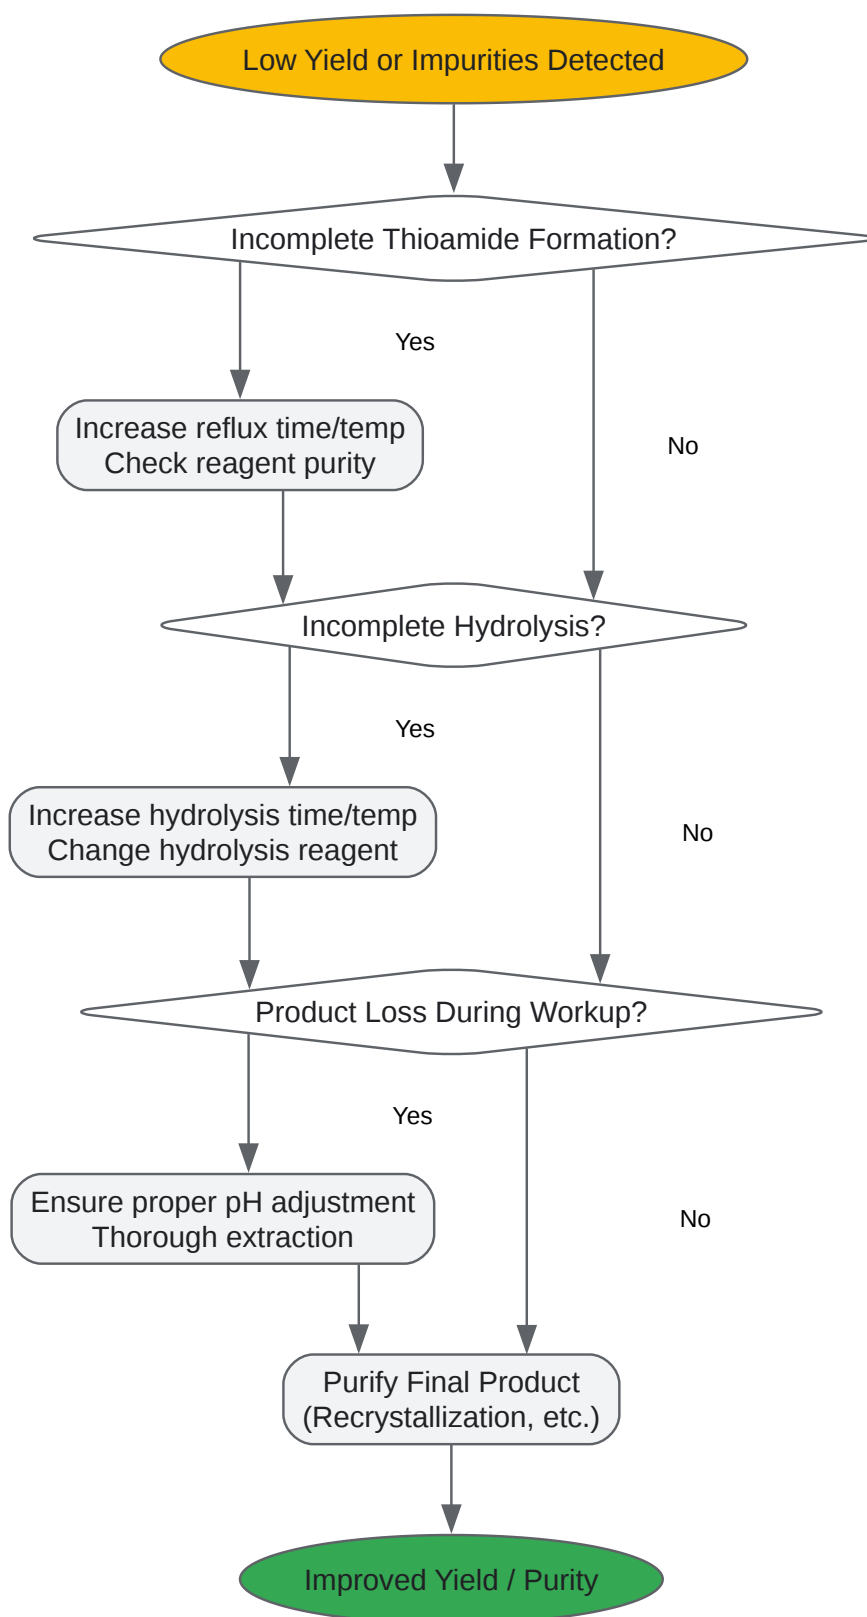 Low Yield or Impurities Detected
Incomplete Thioamide Formation?
Yes
Increase reflux time/temp
Check reagent purity
No
Incomplete Hydrolysis?
Yes
Increase hydrolysis time/temp
Change hydrolysis reagent
No
Product Loss During Workup?
Yes
Ensure proper pH adjustment
Thorough extraction
No
Purify Final Product
(Recrystallization, etc.)
Improved Yield / Purity